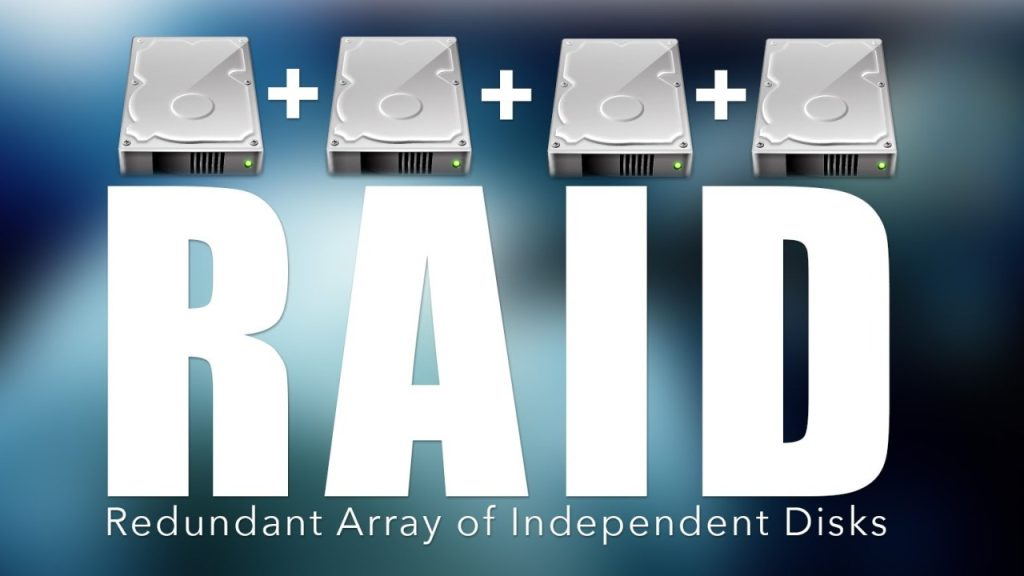 + + +
RAID
Redundant Array of Independent Disks